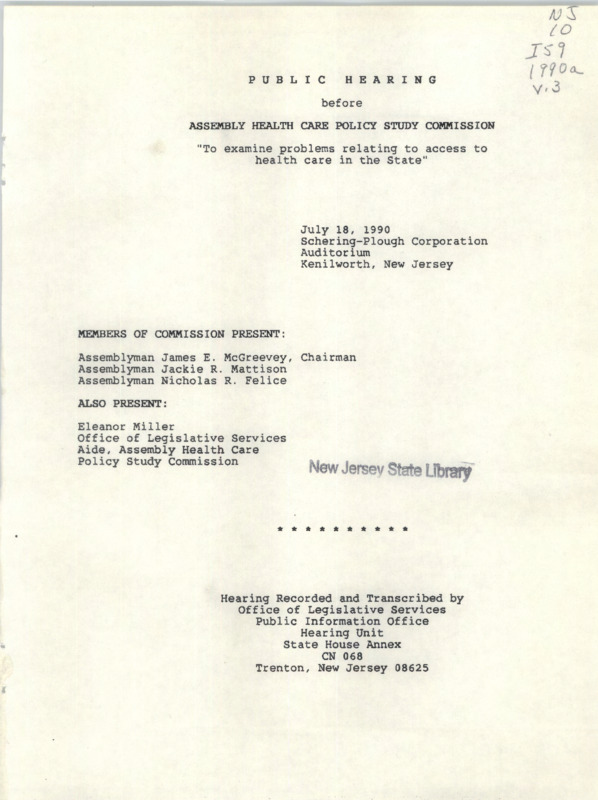 NJ
10
I59
1990a
v.3
PUBLIC HEARING
before
ASSEMBLY HEALTH CARE POLICY STUDY COMMISSION
"To examine problems relating to access to
health care in the State"
July 18, 1990
Schering-Plough Corporation
Auditorium
Kenilworth, New Jersey
MEMBERS OF COMMISSION PRESENT:
Assemblyman James E. McGreevey, Chairman
Assemblyman Jackie R. Mattison
Assemblyman Nicholas R. Felice
ALSO PRESENT:
Eleanor Miller
Office of Legislative Services
Aide, Assembly Health Care
Policy Study Commission
New Jersey State Library
* * * * * * * * * *
Hearing Recorded and Transcribed by
Office of Legislative Services
Public Information Office
Hearing Unit
State House Annex
CN 068
Trenton, New Jersey 08625